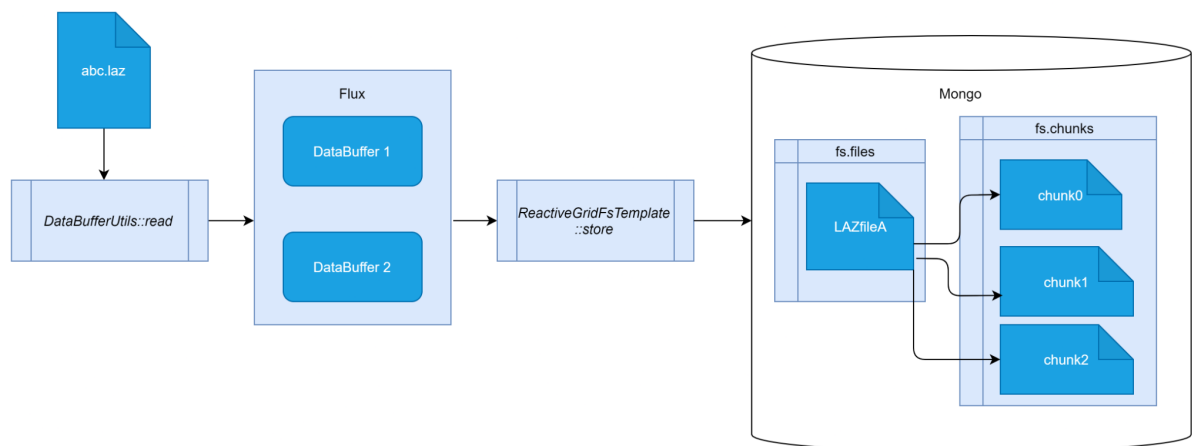 abc.laz
DataBufferUtils::read
Flux
DataBuffer 1
DataBuffer 2
ReactiveGridFsTemplate
::store
Mongo
fs.files
LAZfileA
fs.chunks
chunk0
chunk1
chunk2